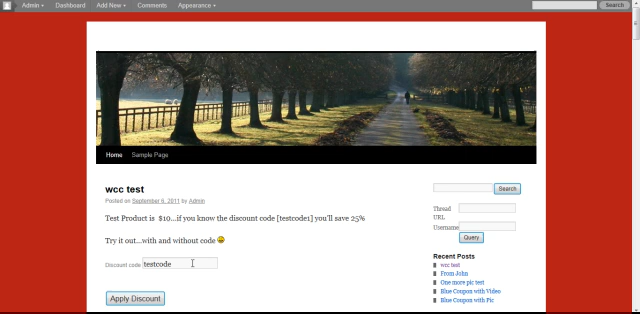 Admin Dashboard Add New Comments Appearance Search
Home Sample Page
wcc test
Posted on September 6, 2011 by Admin
Test Product is $10...if you know the discount code [testcode1] you'll save 25%
Try it out...with and without code
Discount code testcode
Apply Discount
Search
Thread
URL
Username
Query
Recent Posts
wcc test
From John
One more pic test
Blue Coupon with Video
Blue Coupon with Pic